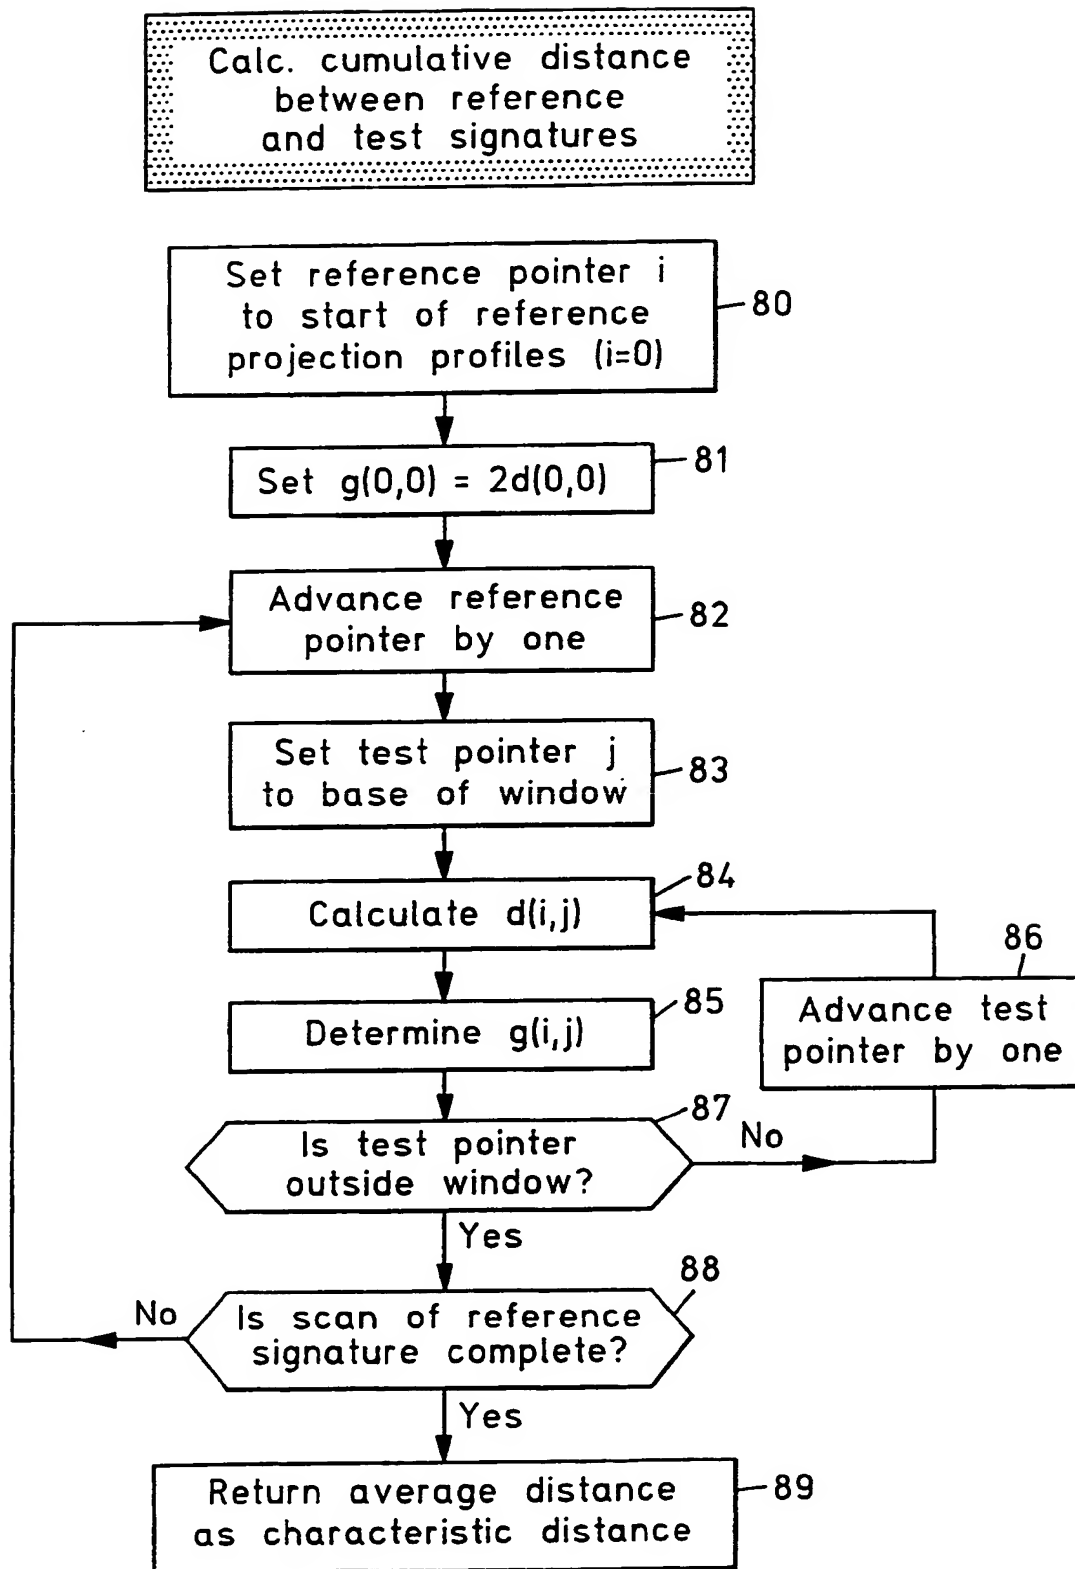 Calc. cumulative distance
between reference
and test signatures
Set reference pointer i
to start of reference
projection profiles (i=0)
80
Set g(0,0) = 2d(0,0)
81
Advance reference
pointer by one
82
Set test pointer j
to base of window
83
Calculate d(i,j)
84
Determine g(i,j)
85
86
Advance test
pointer by one
Is test pointer
outside window?
87
No
Yes
Is scan of reference
signature complete?
88
No
Yes
Return average distance
as characteristic distance
89